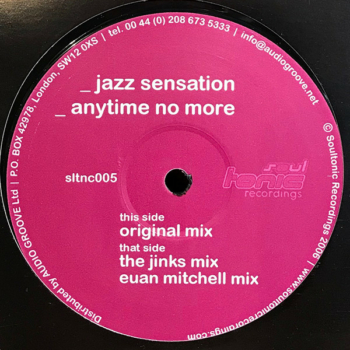 _ jazz sensation
_ anytime no more
sltnc005
soul
tonic
recordings
this side
original mix
that side
the jinks mix
euan mitchell mix
Distributed by AUDIO GROOVE Ltd | P.O. BOX 42978, London, SW12 0XS | tel. 00 44 (0) 208 673 5333 | info@audiogroove.net
© Soultonic Recordings 2006 | www.soultonicrecordings.com